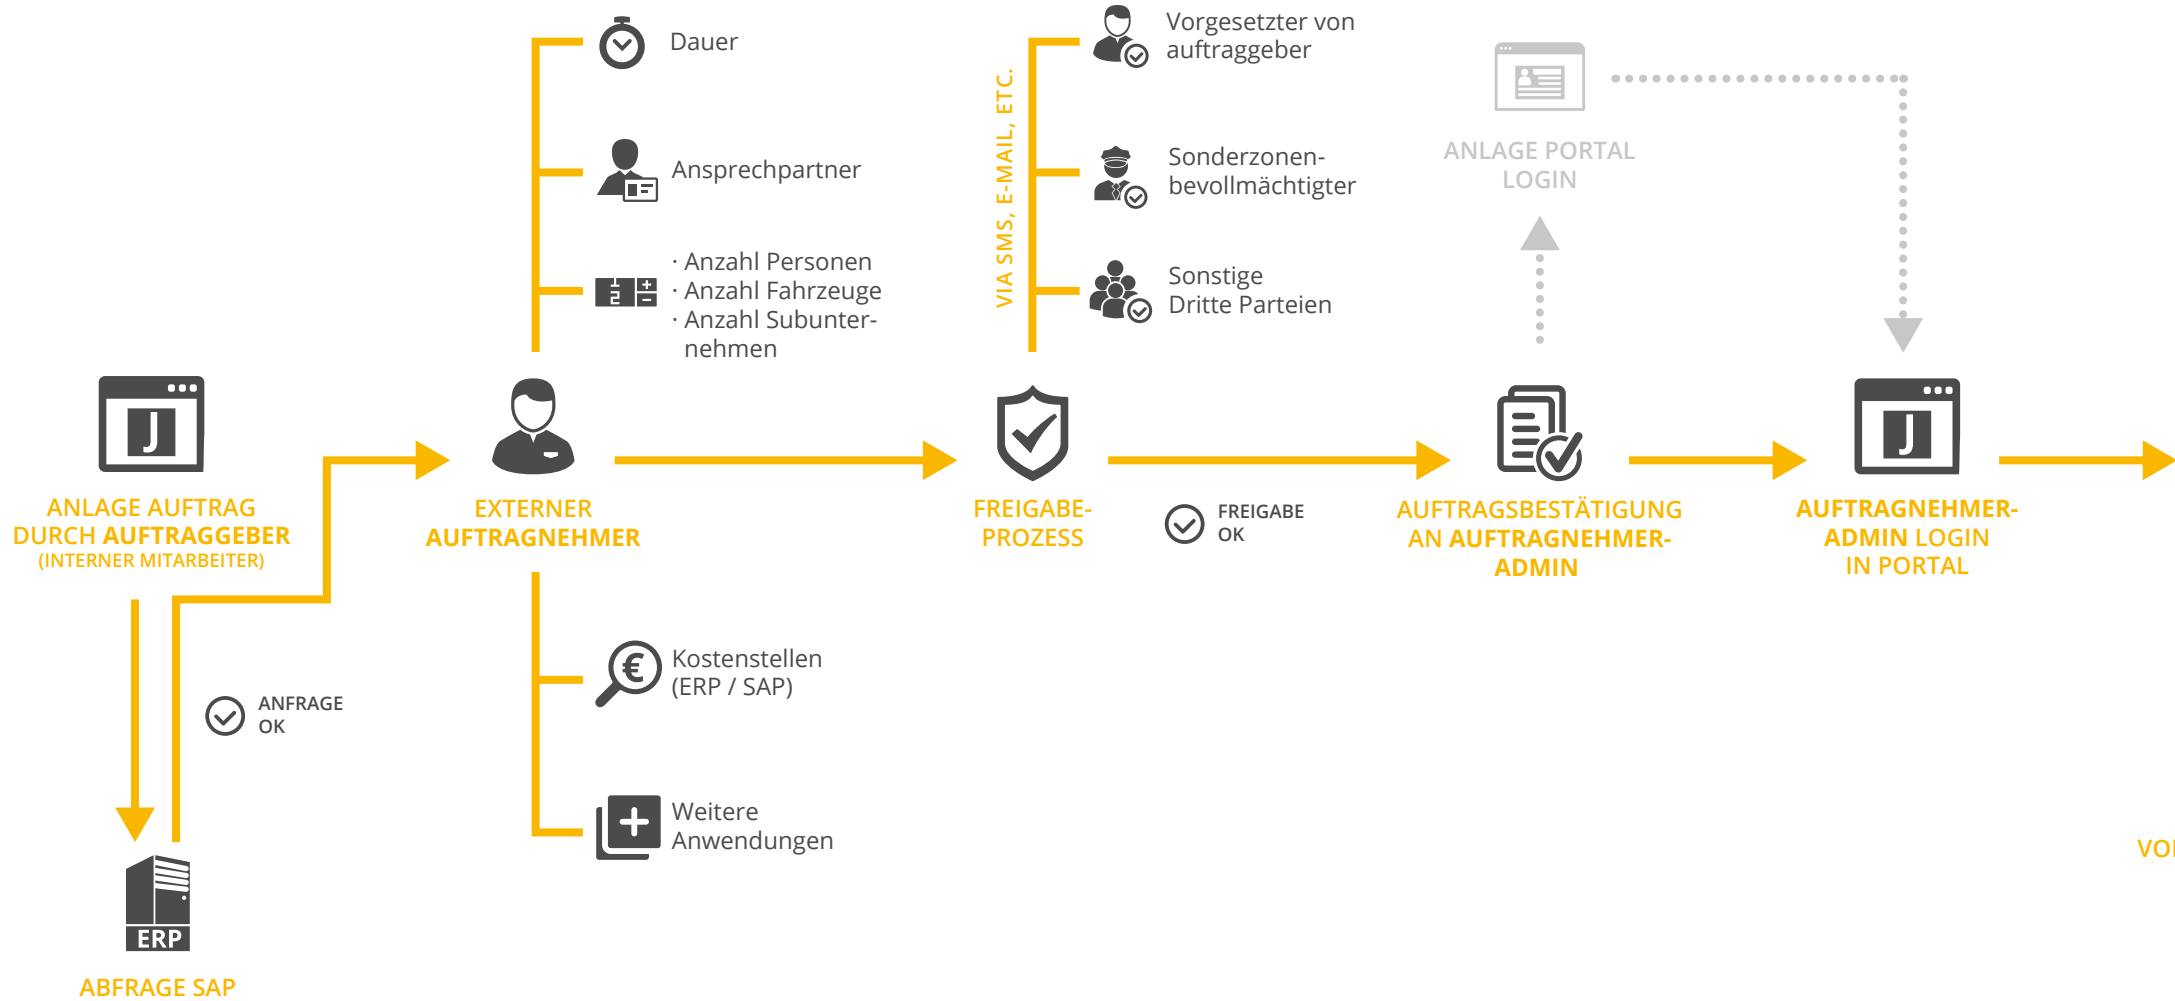 Dauer
Ansprechpartner
· Anzahl Personen
· Anzahl Fahrzeuge
· Anzahl Subunter-
nehmen
VIA SMS, E-MAIL, ETC.
Vorgesetzter von
auftraggeber
Sonderzonen-
bevollmächtigter
Sonstige
Dritte Parteien
ANLAGE PORTAL
LOGIN
J
ANLAGE AUFTRAG
DURCH AUFTRAGGEBER
(INTERNER MITARBEITER)
EXTERNER
AUFTRAGNEHMER
FREIGABE-
PROZESS
FREIGABE
OK
AUFTRAGSBESTÄTIGUNG
AN AUFTRAGNEHMER-
ADMIN
J
AUFTRAGNEHMER-
ADMIN LOGIN
IN PORTAL
ANFRAGE
OK
€
Kostenstellen
(ERP / SAP)
Weitere
Anwendungen
ERP
ABFRAGE SAP